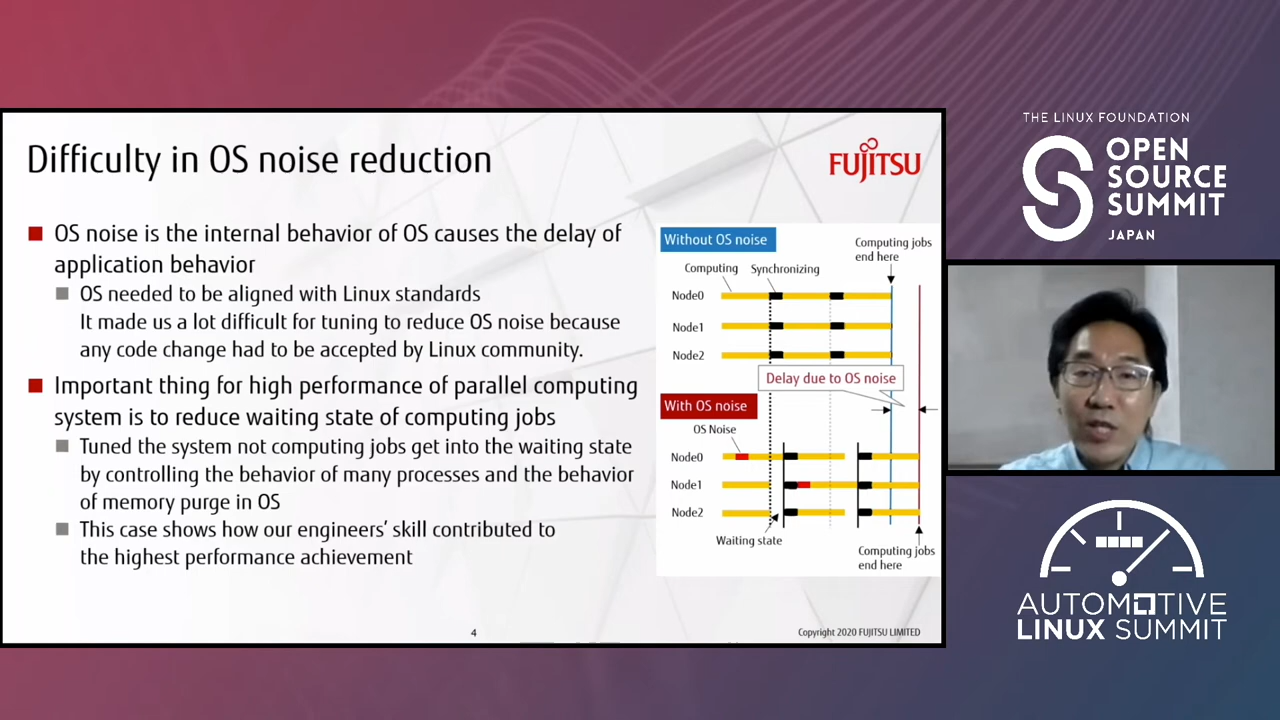 Difficulty in OS noise reduction
FUJITSU
OS noise is the internal behavior of OS causes the delay of
application behavior
OS needed to be aligned with Linux standards
It made us a lot difficult for tuning to reduce OS noise because
any code change had to be accepted by Linux community.
Important thing for high performance of parallel computing
system is to reduce waiting state of computing jobs
Tuned the system not computing jobs get into the waiting state
by controlling the behavior of many processes and the behavior
of memory purge in OS
This case shows how our engineers' skill contributed to
the highest performance achievement
Without OS noise
Computing jobs
end here
Computing
Synchronizing
Node0
Node1
Node2
Delay due to OS noise
With OS noise
OS Noise
Node0
Node1
Node2
Waiting state
Computing jobs
end here
4
Copyright 2020 FUJITSU LIMITED
THE LINUX FOUNDATION
OPEN
SOURCE
SUMMIT
JAPAN
AUTOMOTIVE
LINUX SUMMIT